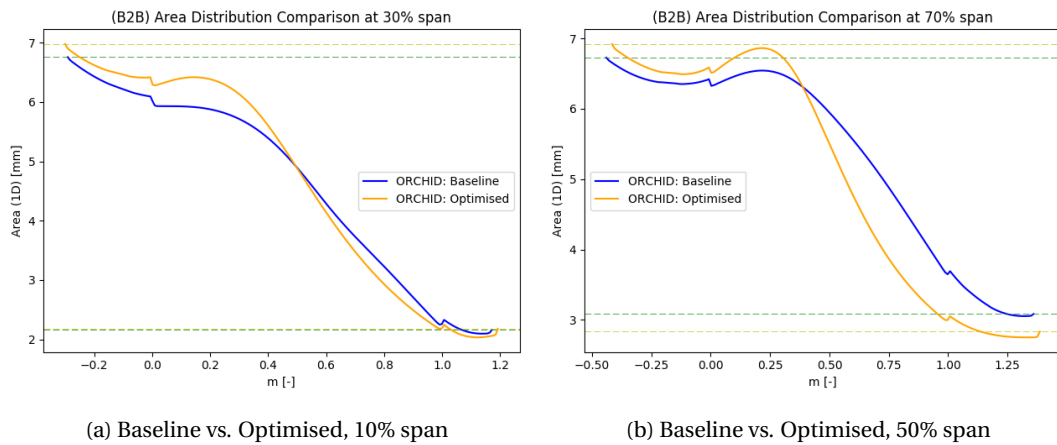 (B2B) Area Distribution Comparison at 30% span
Area (1D) [mm]
7
6
5
4
3
2
ORCHID: Baseline
ORCHID: Optimised
−0.2
0.0
0.2
0.4
0.6
0.8
1.0
1.2
m [-]
(a) Baseline vs. Optimised, 10% span
(B2B) Area Distribution Comparison at 70% span
Area (1D) [mm]
7
6
5
4
3
ORCHID: Baseline
ORCHID: Optimised
−0.50
−0.25
0.00
0.25
0.50
0.75
1.00
1.25
m [-]
(b) Baseline vs. Optimised, 50% span